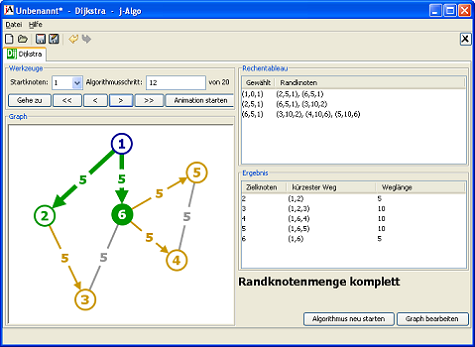 Unbenannt* - Dijkstra - J-Algo
Datei Hilfe
Dijkstra
Werkzeuge
Startknoten: 1 Algorithmusschritt: 12 von 20
Gehe zu << < > >> Animation starten
Graph
1
5 5 5
2 6 5
5 5 5 5
4
3
Rechentableau
Gewählt Randknoten
(1,0,1) (2,5,1), (6,5,1)
(2,5,1) (6,5,1), (3,10,2)
(6,5,1) (3,10,2), (4,10,6), (5,10,6)
Ergebnis
Zielknoten kürzester Weg Weglänge
2 (1,2) 5
3 (1,2,3) 10
4 (1,6,4) 10
5 (1,6,5) 10
6 (1,6) 5
Randknotenmenge komplett
Algorithmus neu starten Graph bearbeiten